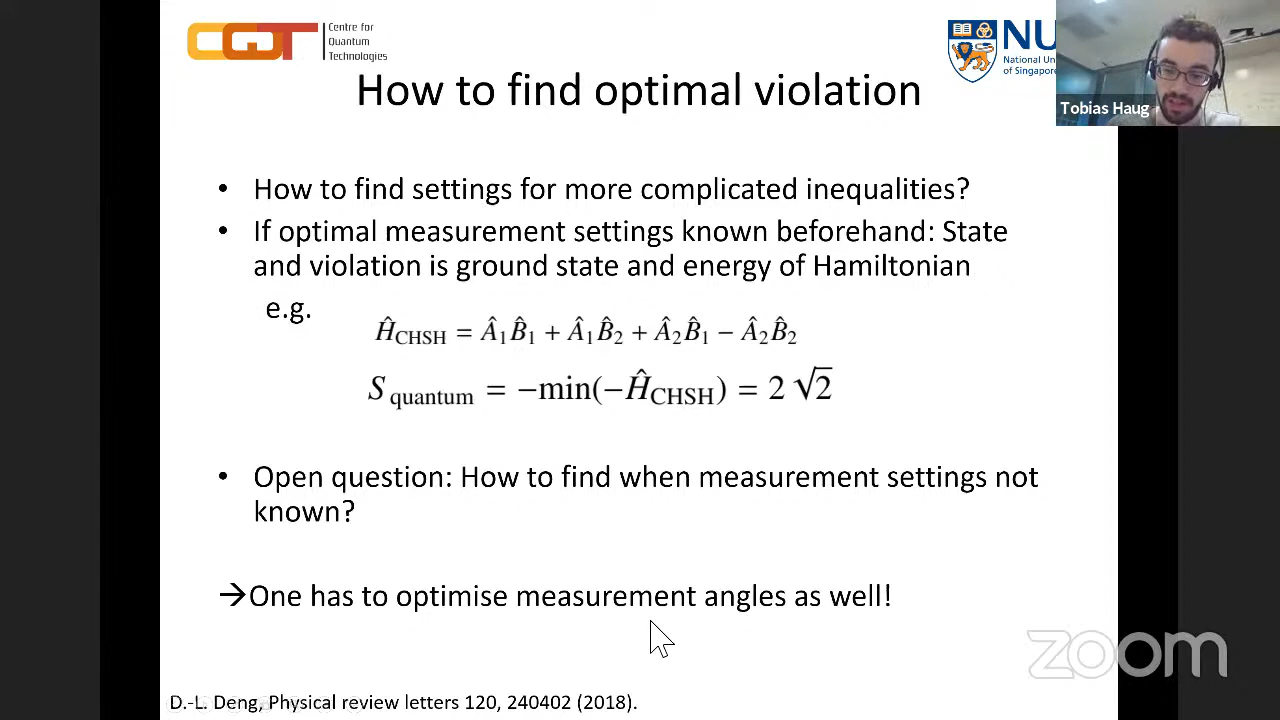 Centre for
Quantum
Technologies
NU
National Uni
of Singapore
Tobias Haug
How to find optimal violation
• How to find settings for more complicated inequalities?
• If optimal measurement settings known beforehand: State
and violation is ground state and energy of Hamiltonian
e.g.
Ĥ_CHSH = Â₁B̂₁ + Â₁B̂₂ + Â₂B̂₁ − Â₂B̂₂
S_quantum = −min(−Ĥ_CHSH) = 2√2
• Open question: How to find when measurement settings not
known?
→One has to optimise measurement angles as well!
zoom
D.-L. Deng, Physical review letters 120, 240402 (2018).